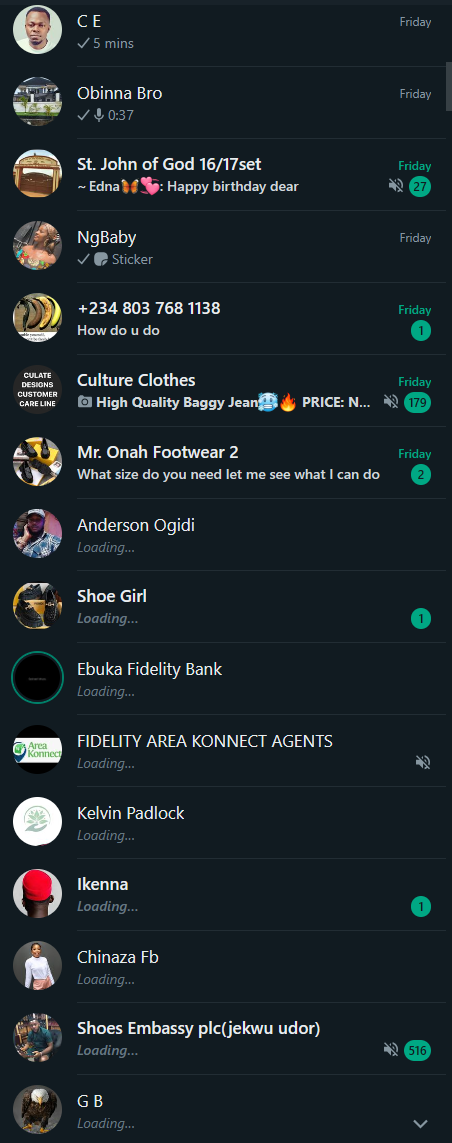 C E
Friday
5 mins
Obinna Bro
Friday
0:37
St. John of God 16/17set
Friday
~ Edna🦋💞: Happy birthday dear
27
NgBaby
Friday
Sticker
+234 803 768 1138
Friday
How do u do
1
CULATE
DESIGNS
CUSTOMER
CARE LINE
Culture Clothes
Friday
High Quality Baggy Jean🥶🔥 PRICE: N...
179
Mr. Onah Footwear 2
Friday
What size do you need let me see what I can do
2
Anderson Ogidi
Loading...
Shoe Girl
Loading...
1
Ebuka Fidelity Bank
Loading...
Area
Konnect
FIDELITY AREA KONNECT AGENTS
Loading...
Kelvin Padlock
Loading...
Ikenna
Loading...
1
Chinaza Fb
Loading...
Shoes Embassy plc(jekwu udor)
Loading...
516
G B
Loading...